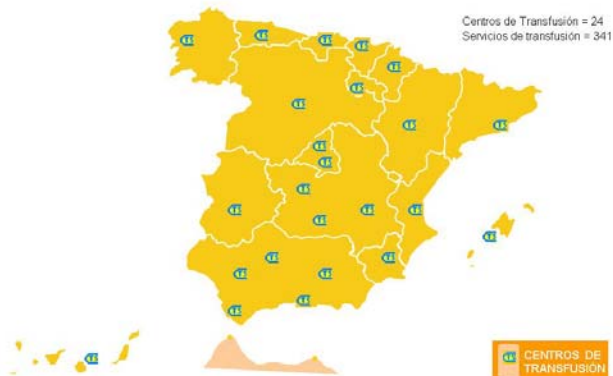 Centros de Transfusión = 24
Servicios de transfusión = 341
CENTROS DE
TRANSFUSIÓN